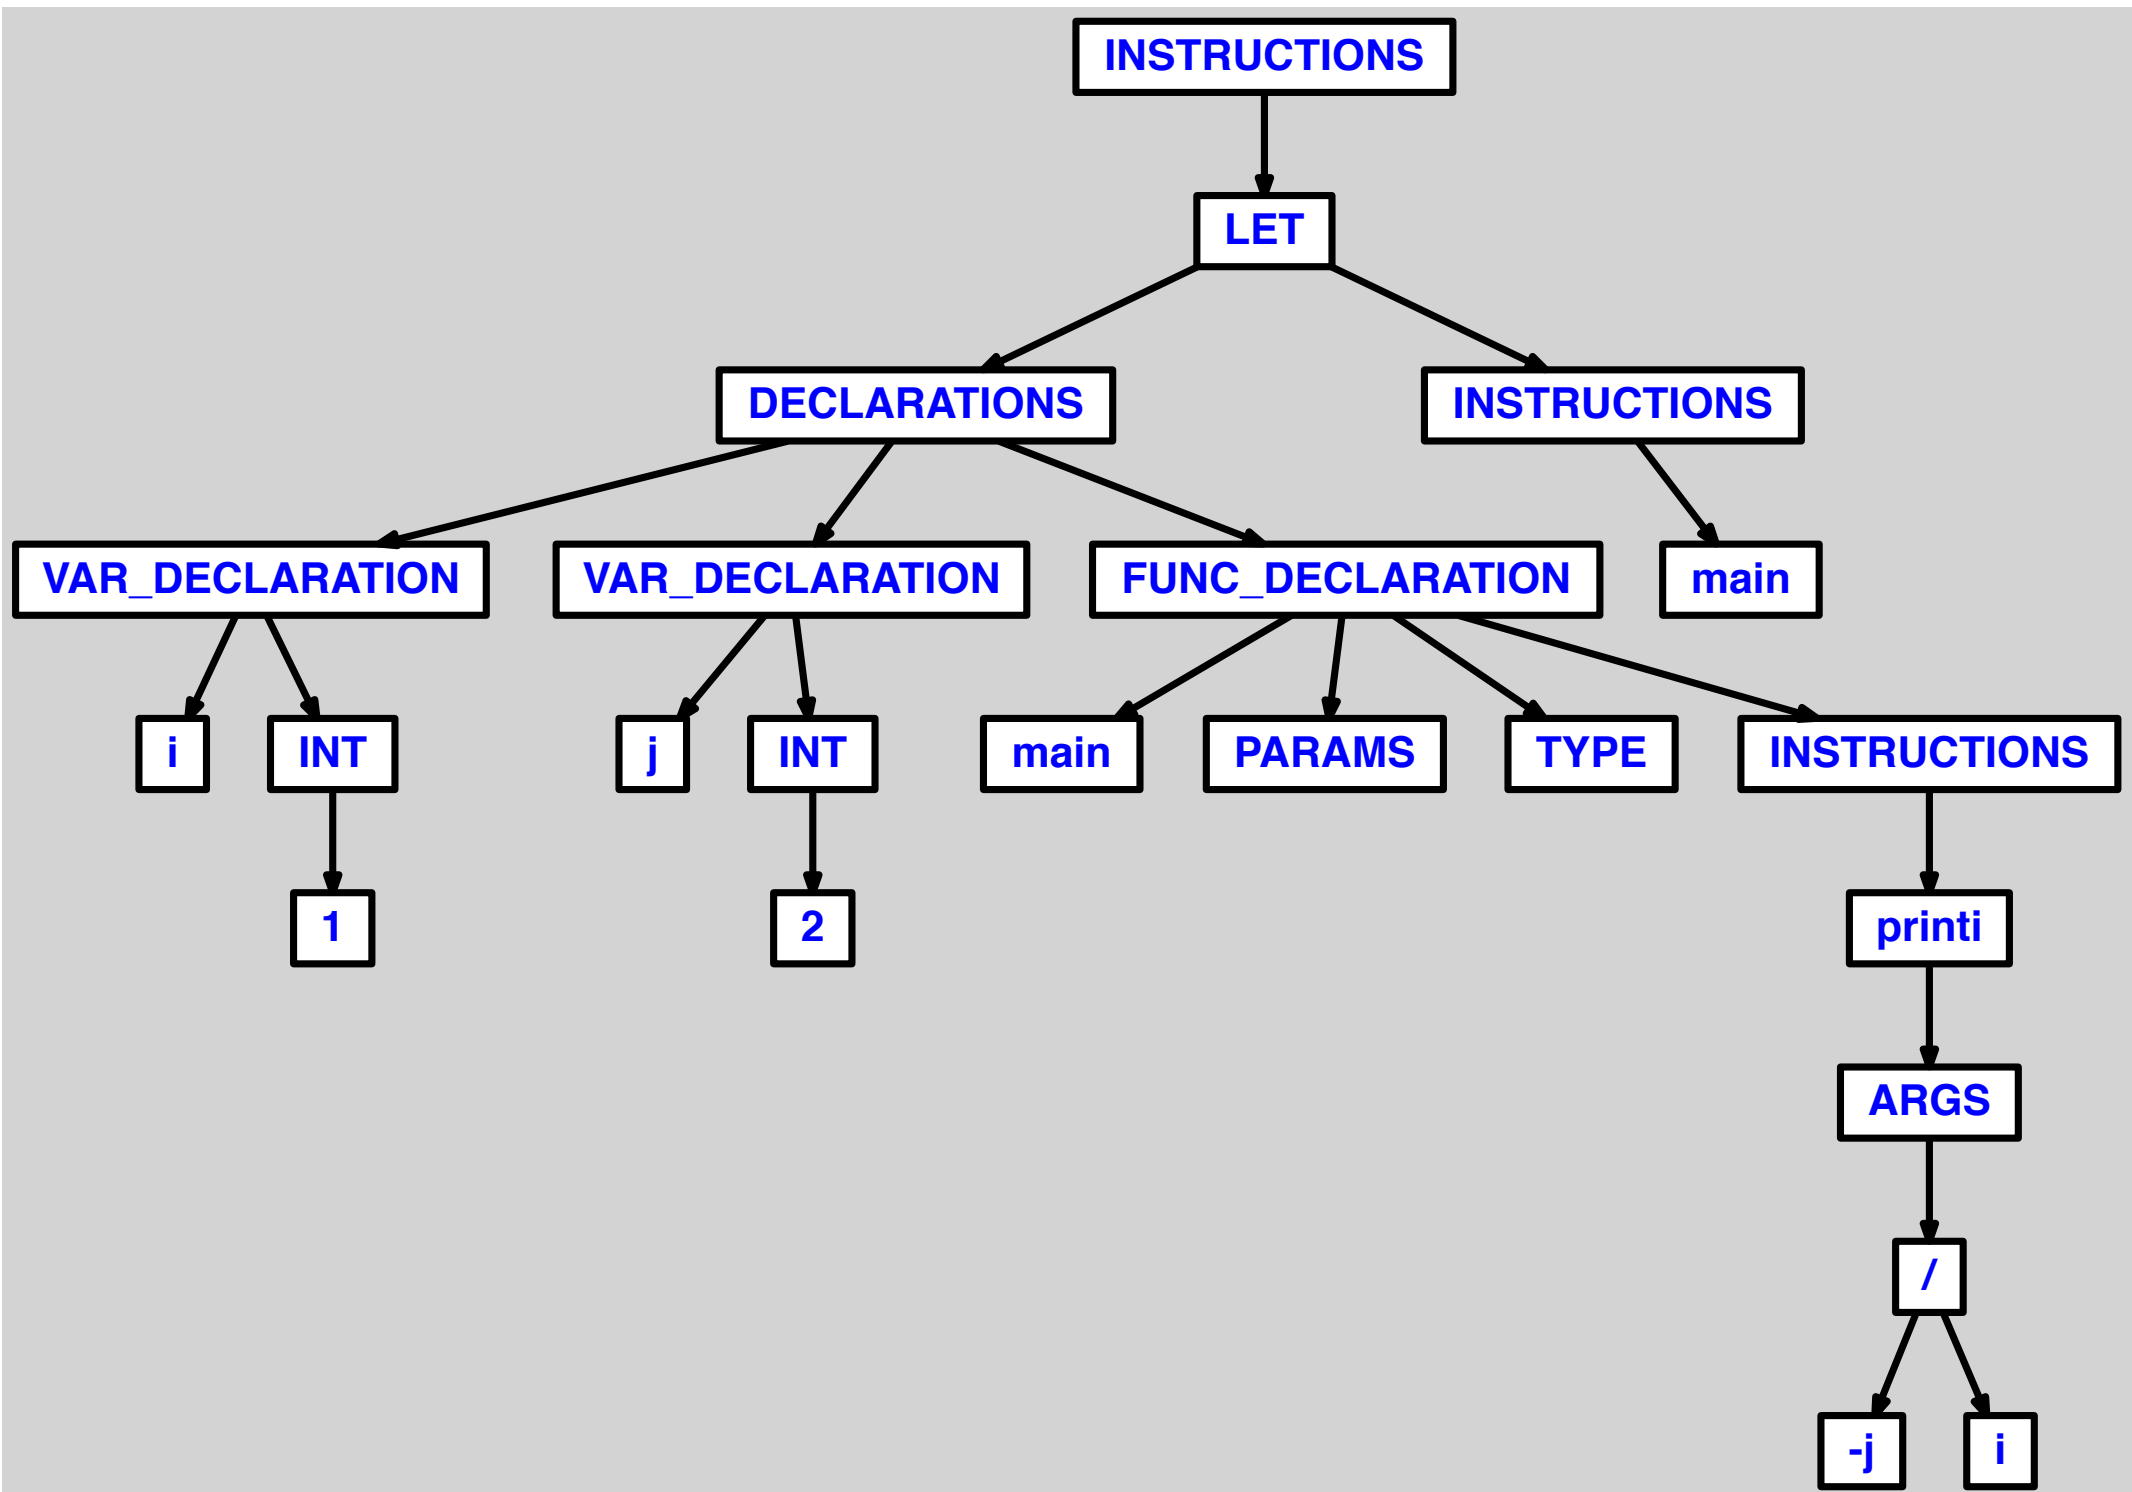 INSTRUCTIONS
LET
DECLARATIONS INSTRUCTIONS
VAR_DECLARATION VAR_DECLARATION FUNC_DECLARATION main
i INT j INT main PARAMS TYPE INSTRUCTIONS
1 2 printi
ARGS
/
-j i